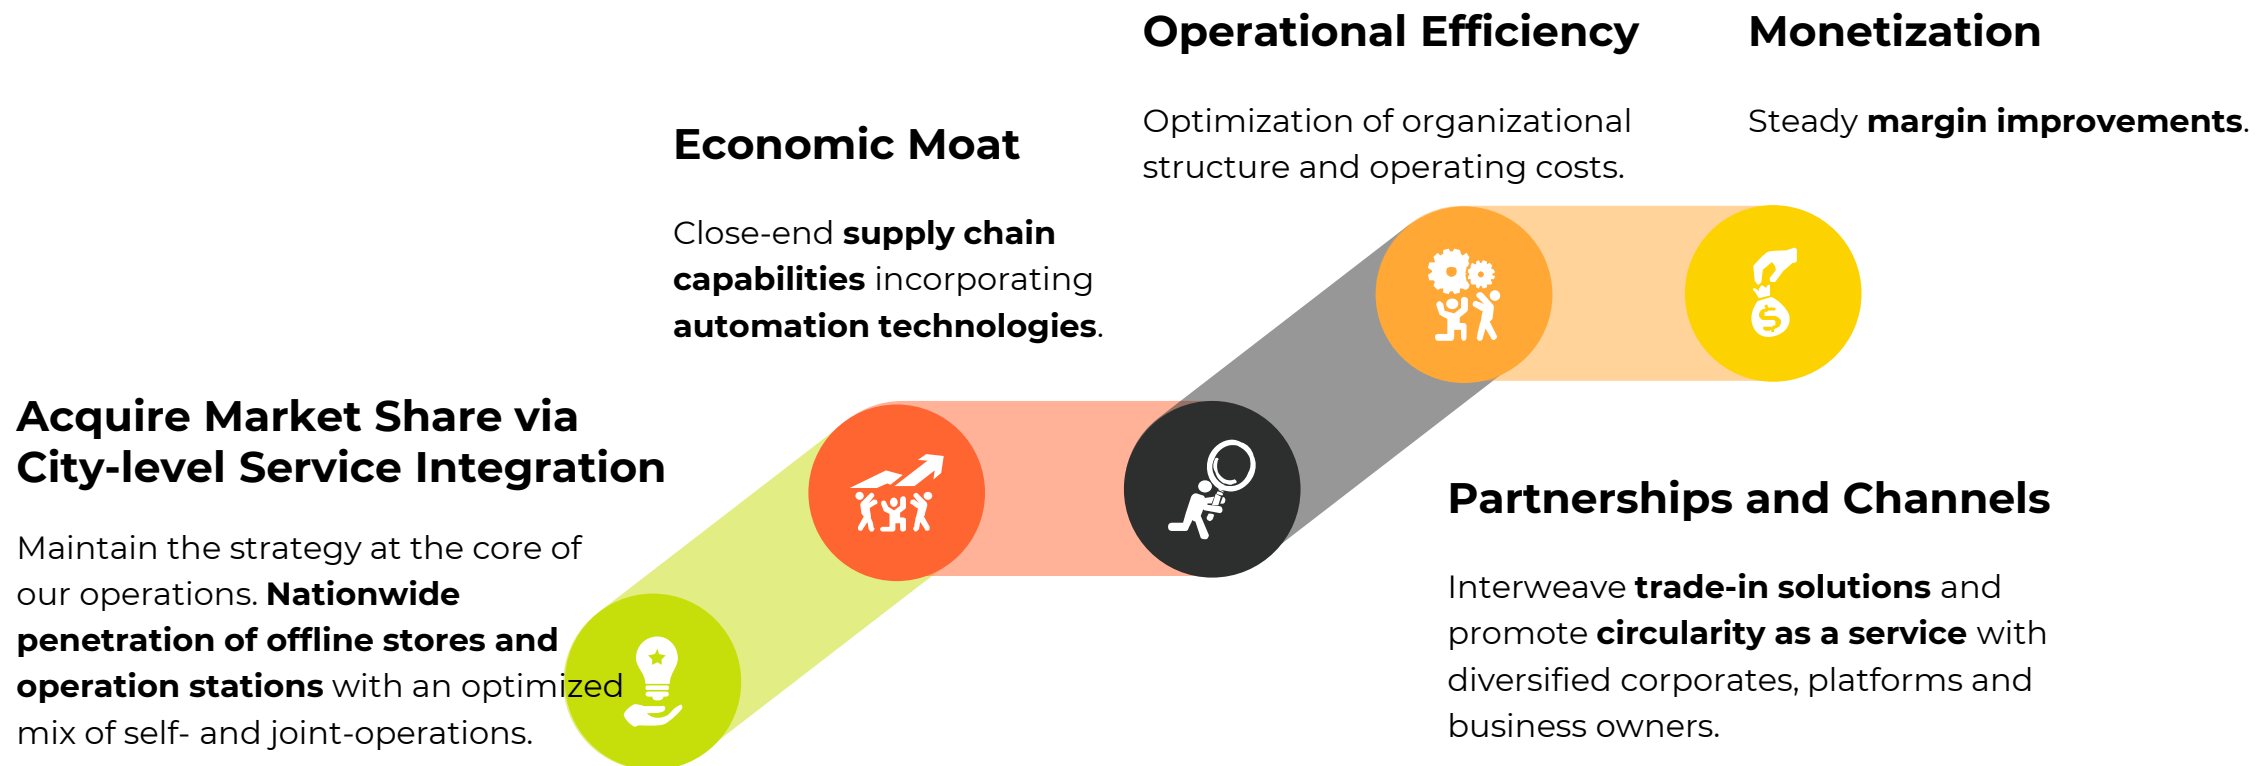 Acquire Market Share via
City-level Service Integration
Maintain the strategy at the core of
our operations. Nationwide
penetration of offline stores and
operation stations with an optimized
mix of self- and joint-operations.
Economic Moat
Close-end supply chain
capabilities incorporating
automation technologies.
Partnerships and Channels
Interweave trade-in solutions and
promote circularity as a service with
diversified corporates, platforms and
business owners.
Operational Efficiency
Optimization of organizational
structure and operating costs.
Monetization
Steady margin improvements.
$